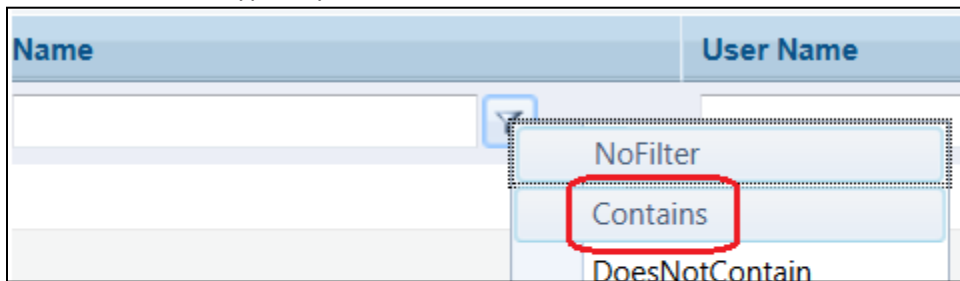 Name User Name
NoFilter
Contains
DoesNotContain